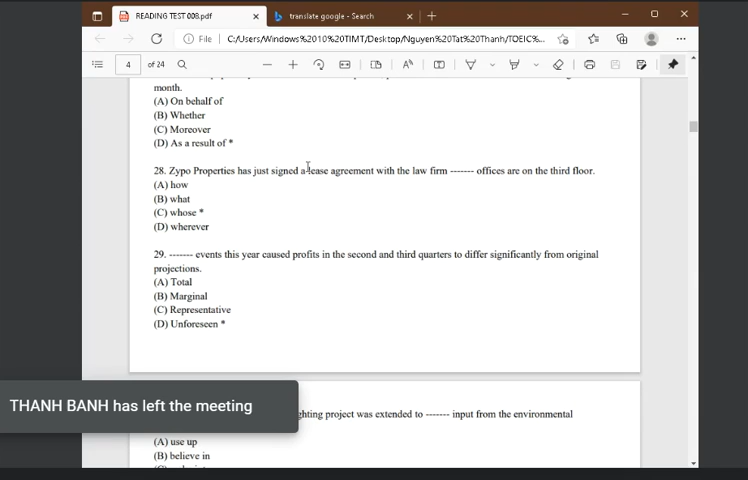 READING TEST 008.pdf
translate google - Search
File
C:/Users/Windows%2010%20TIMT/Desktop/Nguyen%20Tat%20Thanh/TOEIC%...
4 of 24
month.
(A) On behalf of
(B) Whether
(C) Moreover
(D) As a result of *
28. Zypo Properties has just signed a lease agreement with the law firm ------- offices are on the third floor.
(A) how
(B) what
(C) whose *
(D) wherever
29. ------- events this year caused profits in the second and third quarters to differ significantly from original
projections.
(A) Total
(B) Marginal
(C) Representative
(D) Unforeseen *
THANH BANH has left the meeting
ghting project was extended to ------- input from the environmental
(A) use up
(B) believe in